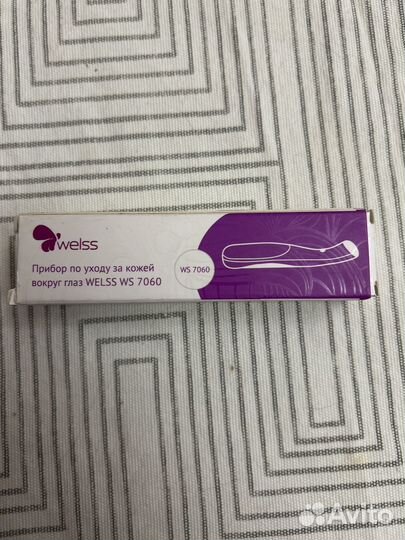 welss
Прибор по уходу за кожей
вокруг глаз WELSS WS 7060
WS 7060
Avito